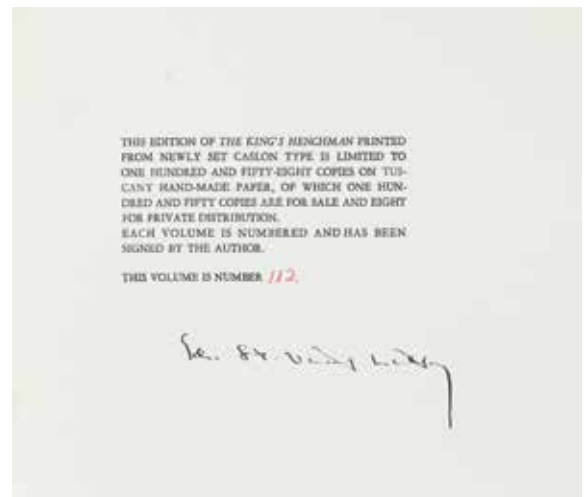 THIS EDITION OF THE KING'S HENCHMAN PRINTED
FROM NEWLY SET CASLON TYPE IS LIMITED TO
ONE HUNDRED AND FIFTY-EIGHT COPIES ON TUS-
CANY HAND-MADE PAPER, OF WHICH ONE HUN-
DRED AND FIFTY COPIES ARE FOR SALE AND EIGHT
FOR PRIVATE DISTRIBUTION.
EACH VOLUME IS NUMBERED AND HAS BEEN
SIGNED BY THE AUTHOR.
THIS VOLUME IS NUMBER 112.
St. Vincent Millay